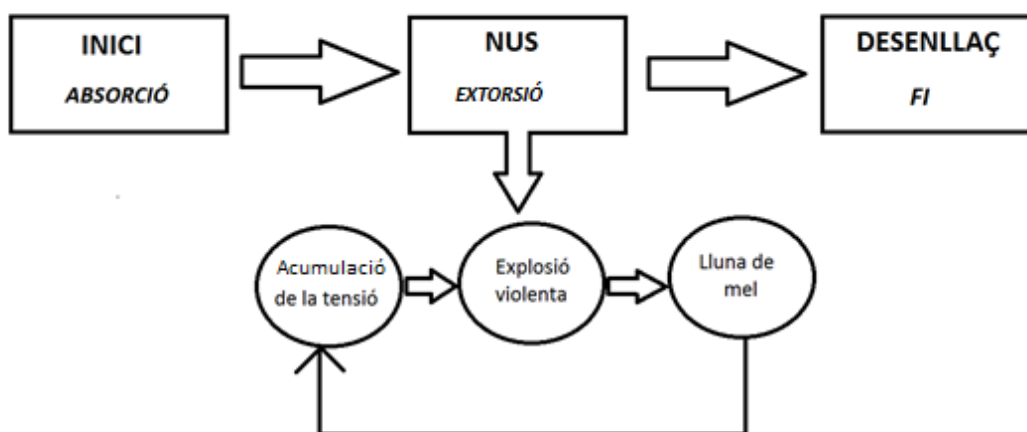 INICI
ABSORCIÓ
NUS
EXTORSIÓ
DESENLLAÇ
FI
Acumulació
de la tensió
Explosió
violenta
Lluna de
mel